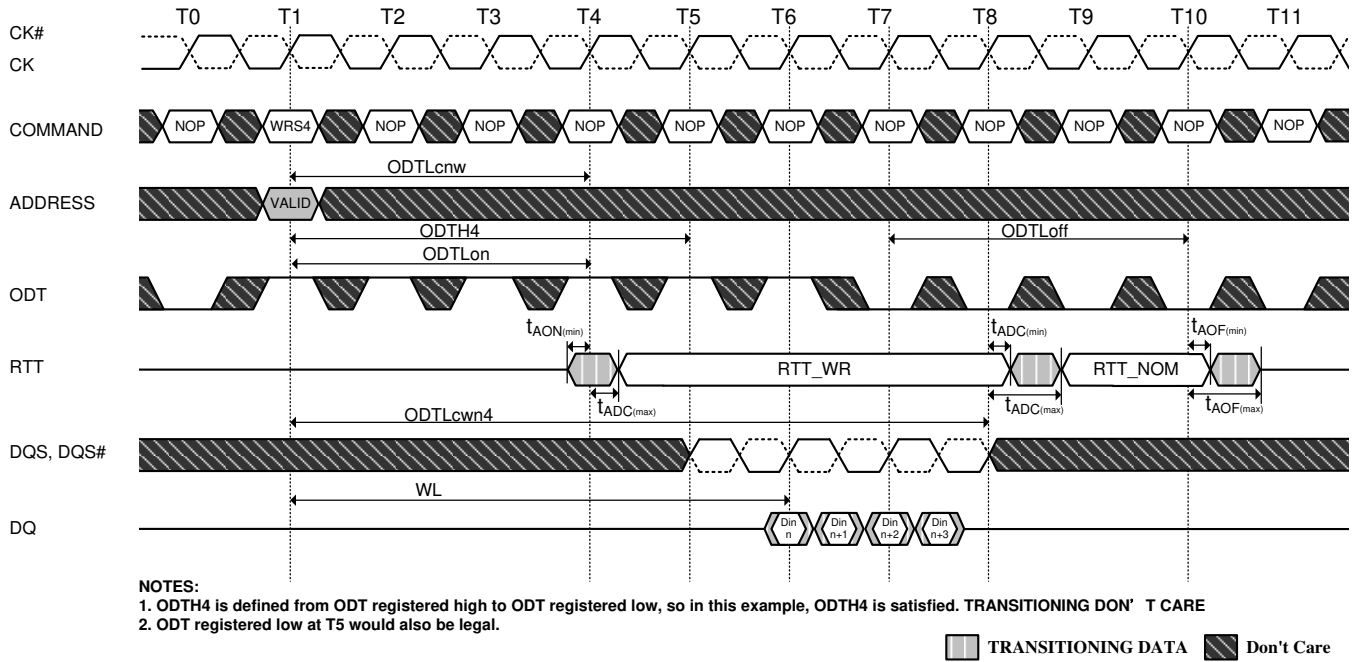 T0 T1 T2 T3 T4 T5 T6 T7 T8 T9 T10 T11
CK#
CK
COMMAND NOP WRS4 NOP NOP NOP NOP NOP NOP NOP NOP NOP NOP
ODTLcnw
ADDRESS VALID
ODTH4 ODTLoff
ODTLon
ODT
tAON(min) tADC(min) tAOF(min)
RTT RTT_WR RTT_NOM
tADC(max) tADC(max) tAOF(max)
ODTLcwn4
DQS, DQS#
WL
DQ Din n Din n+1 Din n+2 Din n+3
NOTES:
1. ODTH4 is defined from ODT registered high to ODT registered low, so in this example, ODTH4 is satisfied. TRANSITIONING DON’ T CARE
2. ODT registered low at T5 would also be legal.
TRANSITIONING DATA Don't Care